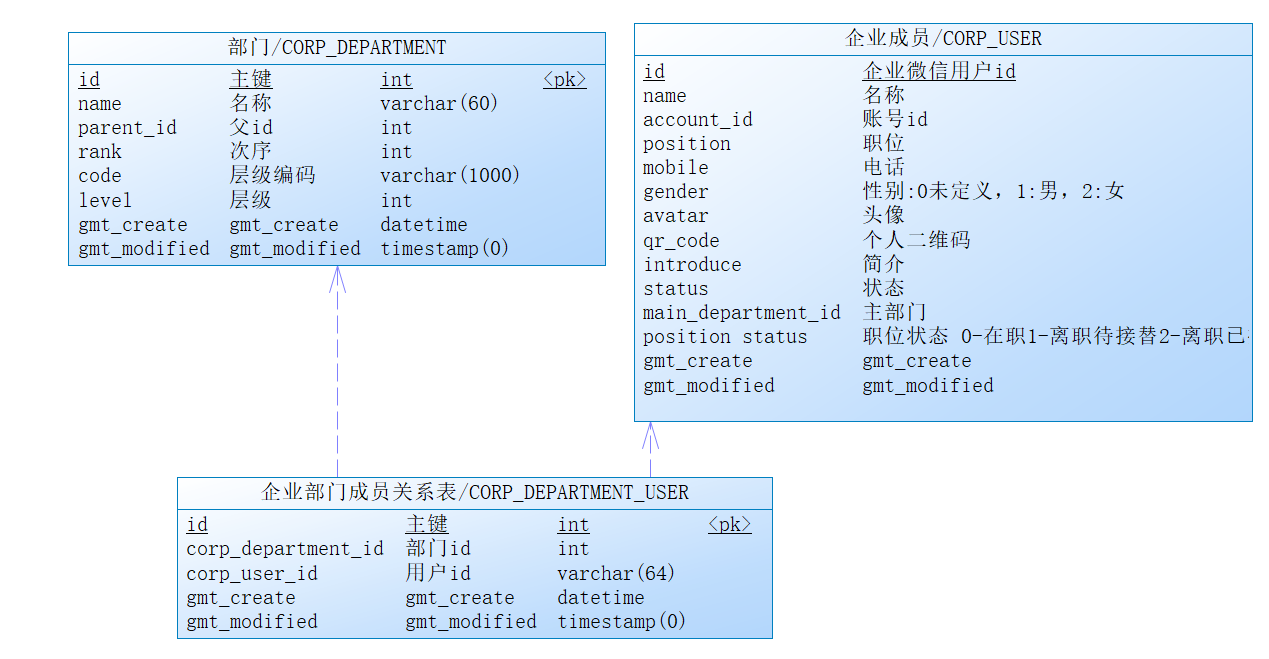 部门/CORP_DEPARTMENT
id 主键 int <pk>
name 名称 varchar(60)
parent_id 父id int
rank 次序 int
code 层级编码 varchar(1000)
level 层级 int
gmt_create gmt_create datetime
gmt_modified gmt_modified timestamp(0)
企业成员/CORP_USER
id 企业微信用户id
name 名称
account_id 账号id
position 职位
mobile 电话
gender 性别:0未定义，1:男，2:女
avatar 头像
qr_code 个人二维码
introduce 简介
status 状态
main_department_id 主部门
position status 职位状态 0-在职1-离职待接替2-离职已
gmt_create gmt_create
gmt_modified gmt_modified
企业部门成员关系表/CORP_DEPARTMENT_USER
id 主键 int <pk>
corp_department_id 部门id int
corp_user_id 用户id varchar(64)
gmt_create gmt_create datetime
gmt_modified gmt_modified timestamp(0)